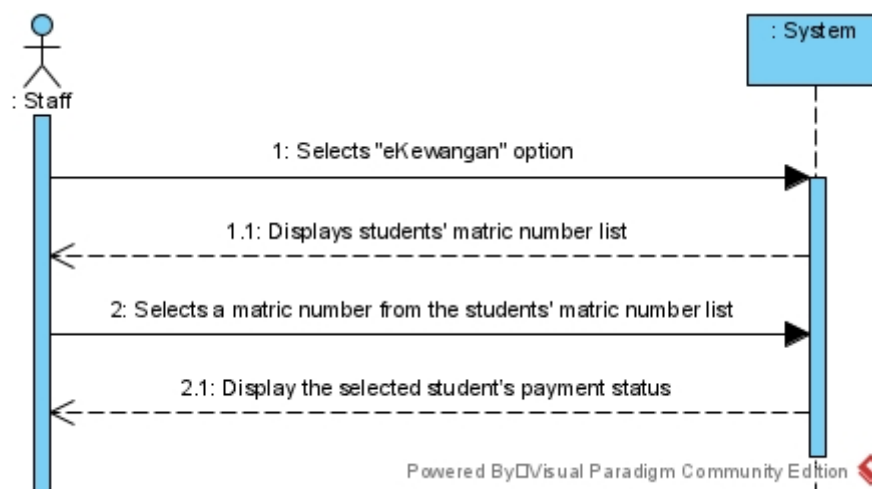 : System
: Staff
1: Selects "eKewangan" option
1.1: Displays students' matric number list
2: Selects a matric number from the students' matric number list
2.1: Display the selected student's payment status
Powered By□Visual Paradigm Community Edition